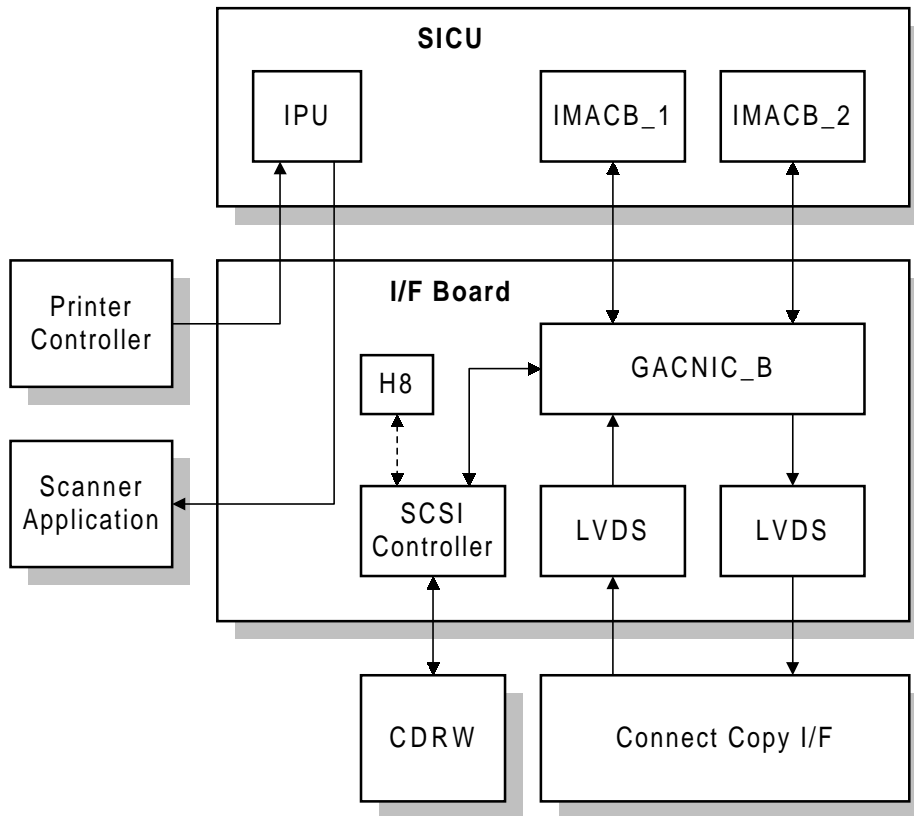 SICU
IPU
IMACB_1
IMACB_2
I/F Board
Printer
Controller
GACNIC_B
H8
Scanner
Application
SCSI
Controller
LVDS
LVDS
CDRW
Connect Copy I/F